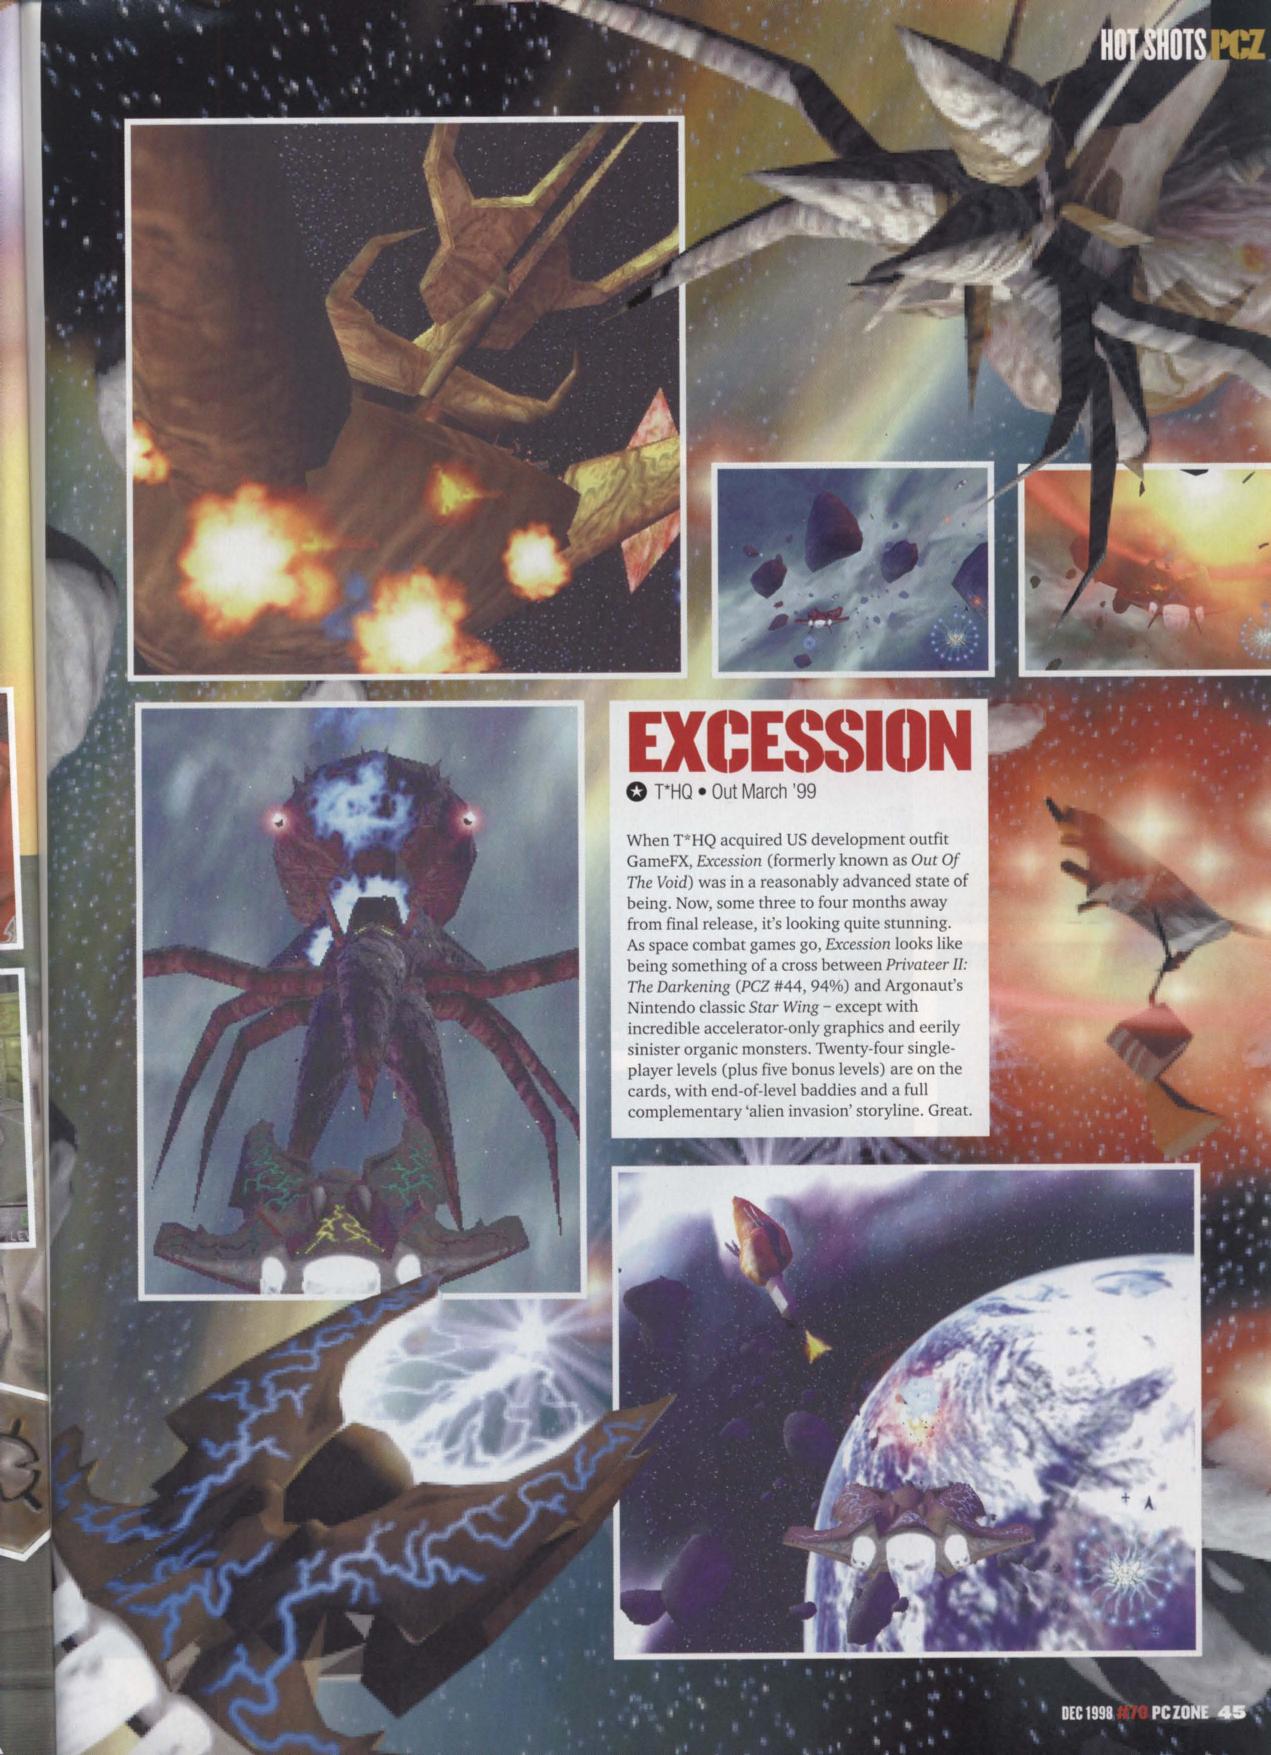 HOT SHOTS PCZ
EXCESSION
T*HQ • Out March '99
When T*HQ acquired US development outfit
GameFX, Excession (formerly known as Out Of
The Void) was in a reasonably advanced state of
being. Now, some three to four months away
from final release, it's looking quite stunning.
As space combat games go, Excession looks like
being something of a cross between Privateer II:
The Darkening (PCZ #44, 94%) and Argonaut's
Nintendo classic Star Wing – except with
incredible accelerator-only graphics and eerily
sinister organic monsters. Twenty-four single-
player levels (plus five bonus levels) are on the
cards, with end-of-level baddies and a full
complementary 'alien invasion' storyline. Great.
DEC 1998 #70 PC ZONE 45